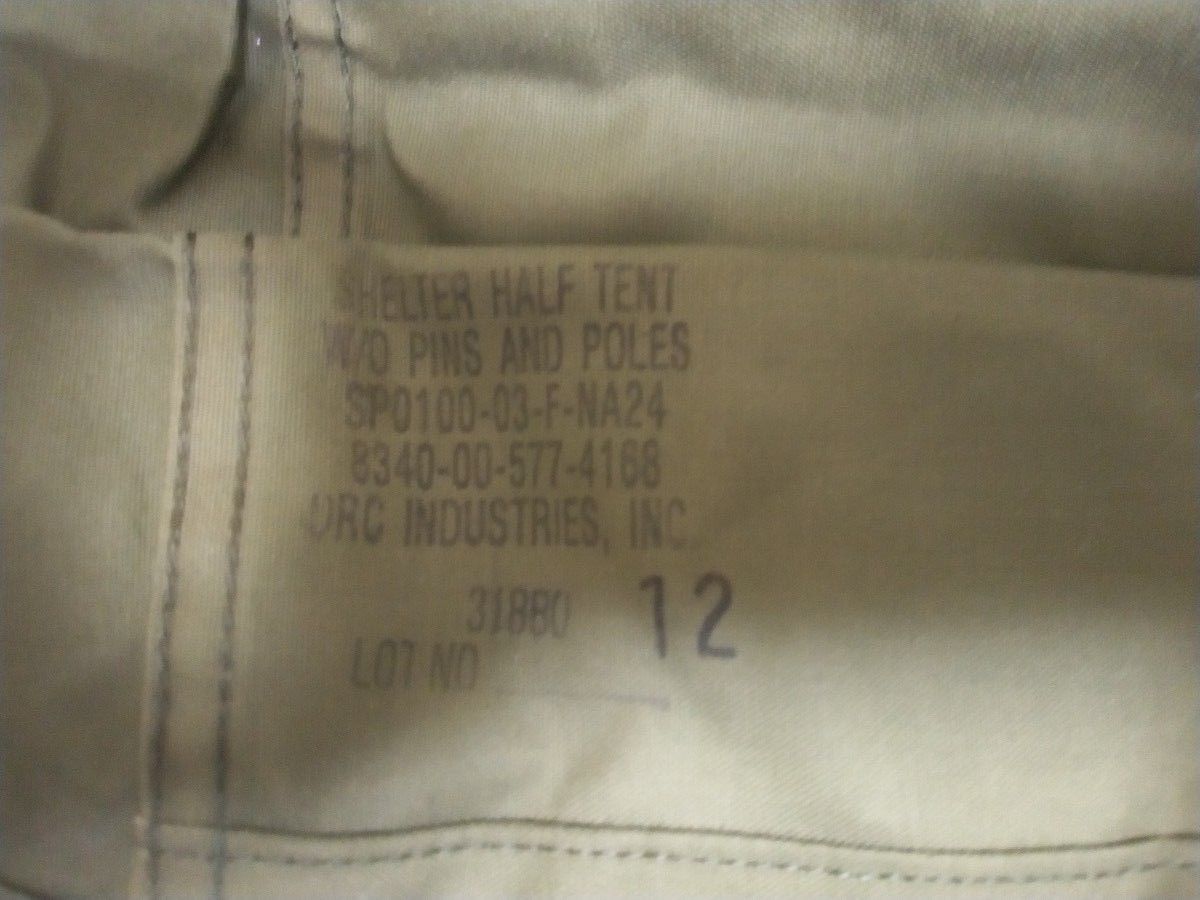 SHELTER HALF TENT
W/O PINS AND POLES
SP0100-03-F-NA24
8340-00-577-4168
ORC INDUSTRIES, INC.
31880 12
LOT NO